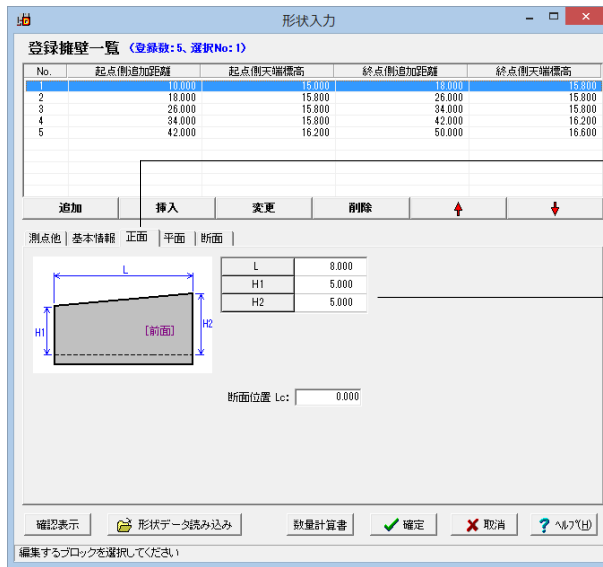 形状入力
登録擁壁一覧 (登録数:5、選択No:1)
No. 起点側追加距離 起点側天端標高 終点側追加距離 終点側天端標高
1 10.000 15.000 18.000 15.800
2 18.000 15.800 26.000 15.800
3 26.000 15.800 34.000 15.800
4 34.000 15.800 42.000 16.200
5 42.000 16.200 50.000 16.600
追加 挿入 変更 削除
測点他 基本情報 正面 平面 断面
L
H1
H2
[前面]
L 8.000
H1 5.000
H2 5.000
断面位置 Lc: 0.000
確認表示 形状データ読み込み 数量計算書 確定 取消 ヘルプ(H)
編集するブロックを選択してください